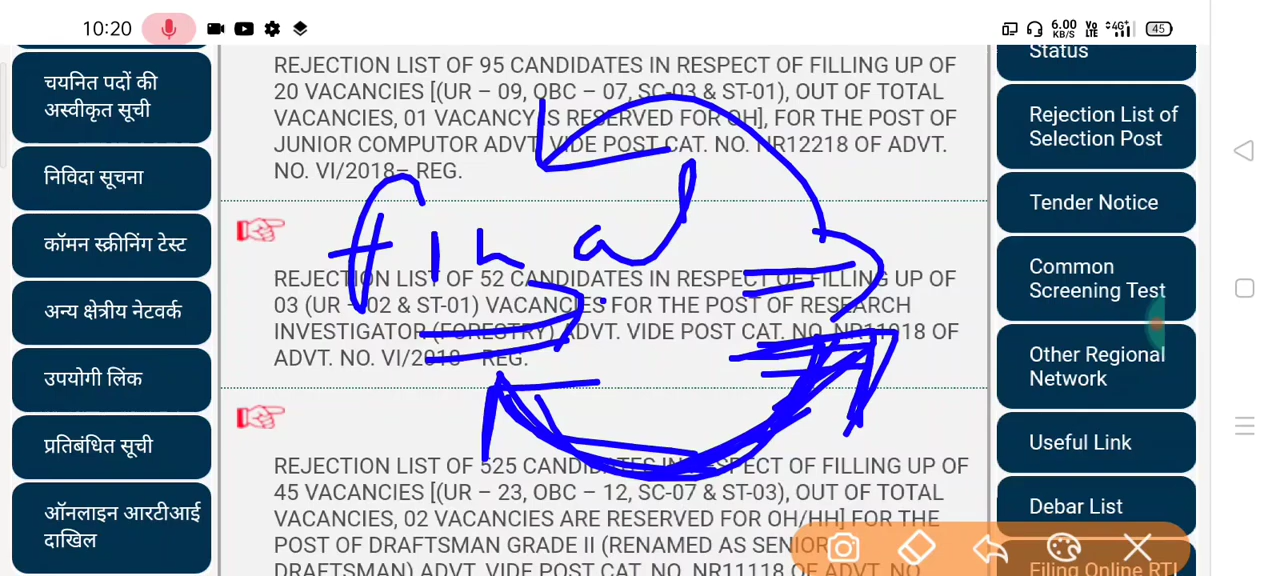 10:20
6.00 KB/S
Vo LTE
4G+
45
चयनित पदों की
अस्वीकृत सूची
निविदा सूचना
कॉमन स्क्रीनिंग टेस्ट
अन्य क्षेत्रीय नेटवर्क
उपयोगी लिंक
प्रतिबंधित सूची
ऑनलाइन आरटीआई
दाखिल
REJECTION LIST OF 95 CANDIDATES IN RESPECT OF FILLING UP OF
20 VACANCIES [(UR – 09, OBC – 07, SC-03 & ST-01), OUT OF TOTAL
VACANCIES, 01 VACANCY IS RESERVED FOR OH], FOR THE POST OF
JUNIOR COMPUTOR ADVT. VIDE POST CAT. NO. NR12218 OF ADVT.
NO. VI/2018– REG.
final
REJECTION LIST OF 52 CANDIDATES IN RESPECT OF FILLING UP OF
03 (UR – 02 & ST-01) VACANCIES FOR THE POST OF RESEARCH
INVESTIGATOR (FORESTRY) ADVT. VIDE POST CAT. NO. NR11918 OF
ADVT. NO. VI/2018 – REG.
REJECTION LIST OF 525 CANDIDATES IN RESPECT OF FILLING UP OF
45 VACANCIES [(UR – 23, OBC – 12, SC-07 & ST-03), OUT OF TOTAL
VACANCIES, 02 VACANCIES ARE RESERVED FOR OH/HH] FOR THE
POST OF DRAFTSMAN GRADE II (RENAMED AS SENIOR
DRAFTSMAN) ADVT. VIDE POST CAT. NO. NR11118 OF ADVT. NO.
Status
Rejection List of
Selection Post
Tender Notice
Common
Screening Test
Other Regional
Network
Useful Link
Debar List
Filing Online RTI